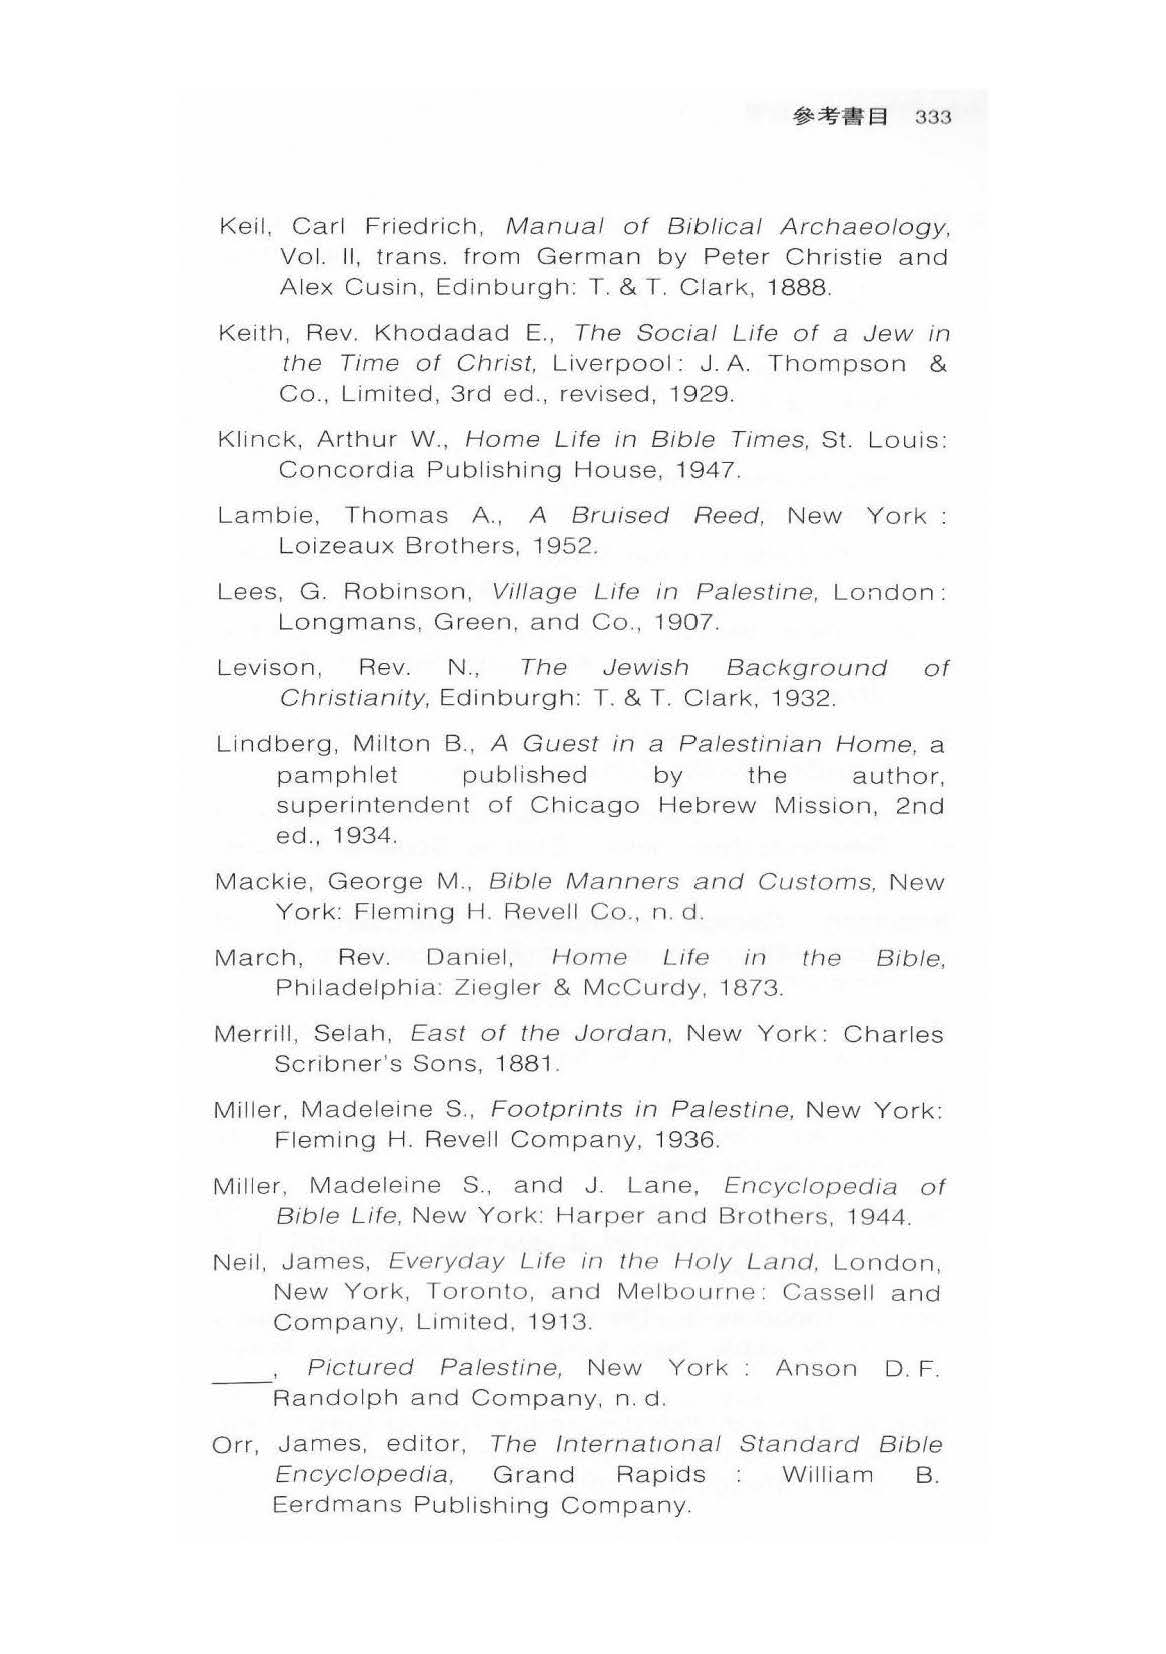 參考書目 333
Keil, Carl Friedrich, Manual of Biblical Archaeology,
Vol. II, trans. from German by Peter Christie and
Alex Cusin, Edinburgh: T. & T. Clark, 1888.
Keith, Rev. Khodadad E., The Social Life of a Jew in
the Time of Christ, Liverpool: J. A. Thompson &
Co., Limited, 3rd ed., revised, 1929.
Klinck, Arthur W., Home Life in Bible Times, St. Louis:
Concordia Publishing House, 1947.
Lambie, Thomas A., A Bruised Reed, New York :
Loizeaux Brothers, 1952.
Lees, G. Robinson, Village Life in Palestine, London:
Longmans, Green, and Co., 1907.
Levison, Rev. N., The Jewish Background of
Christianity, Edinburgh: T. & T. Clark, 1932.
Lindberg, Milton B., A Guest in a Palestinian Home, a
pamphlet published by the author,
superintendent of Chicago Hebrew Mission, 2nd
ed., 1934.
Mackie, George M., Bible Manners and Customs, New
York: Fleming H. Revell Co., n. d.
March, Rev. Daniel, Home Life in the Bible,
Philadelphia: Ziegler & McCurdy, 1873.
Merrill, Selah, East of the Jordan, New York: Charles
Scribner's Sons, 1881.
Miller, Madeleine S., Footprints in Palestine, New York:
Fleming H. Revell Company, 1936.
Miller, Madeleine S., and J. Lane, Encyclopedia of
Bible Life, New York: Harper and Brothers, 1944.
Neil, James, Everyday Life in the Holy Land, London,
New York, Toronto, and Melbourne: Cassell and
Company, Limited, 1913.
____, Pictured Palestine, New York : Anson D. F.
Randolph and Company, n. d.
Orr, James, editor, The International Standard Bible
Encyclopedia, Grand Rapids : William B.
Eerdmans Publishing Company.